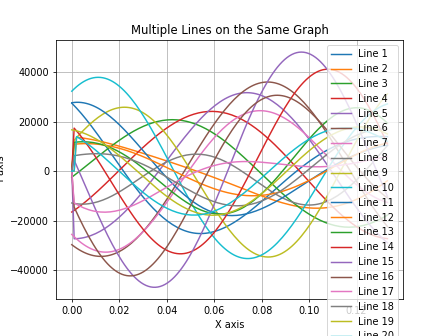 Multiple Lines on the Same Graph
40000
20000
0
−20000
−40000
axis
0.00
0.02
0.04
0.06
0.08
0.10
X axis
Line 1
Line 2
Line 3
Line 4
Line 5
Line 6
Line 7
Line 8
Line 9
Line 10
Line 11
Line 12
Line 13
Line 14
Line 15
Line 16
Line 17
Line 18
Line 19
Line 20